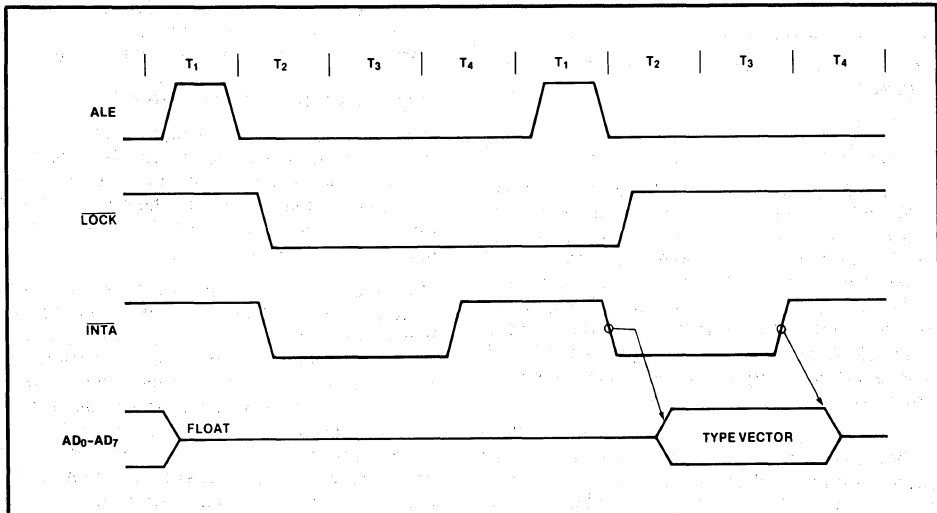 T1 T2 T3 T4 T1 T2 T3 T4
ALE
LOCK
INTA
FLOAT
AD0-AD7
TYPE VECTOR